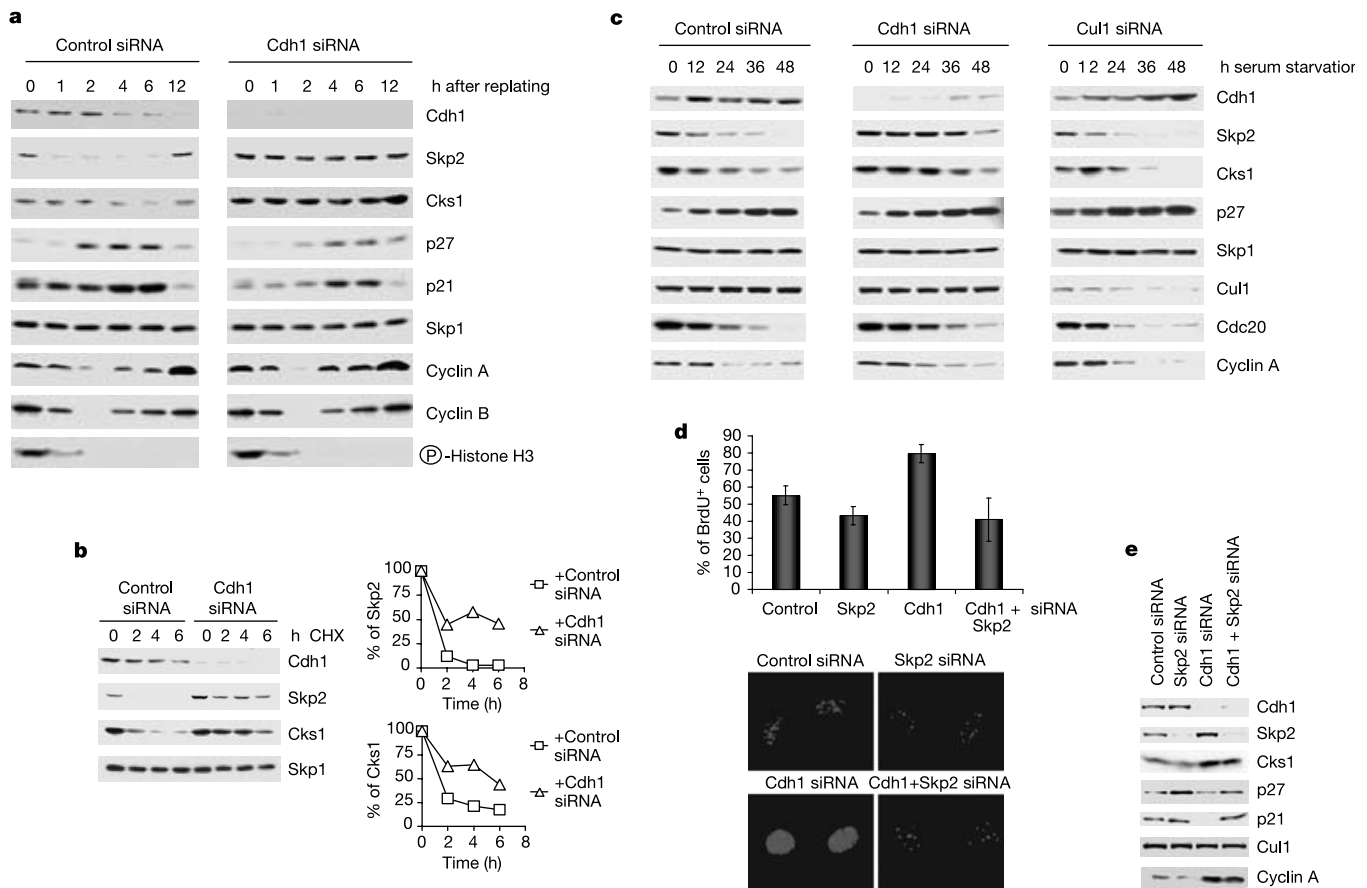 a
Control siRNA Cdh1 siRNA
0 1 2 4 6 12 0 1 2 4 6 12 h after replating
Cdh1
Skp2
Cks1
p27
p21
Skp1
Cyclin A
Cyclin B
P -Histone H3
b
Control siRNA Cdh1 siRNA
0 2 4 6 0 2 4 6 h CHX
Cdh1
Skp2
Cks1
Skp1
% of Skp2
100
75
50
25
0
0 2 4 6 8
Time (h)
+Control siRNA
+Cdh1 siRNA
% of Cks1
100
75
50
25
0
0 2 4 6 8
Time (h)
+Control siRNA
+Cdh1 siRNA
c
Control siRNA Cdh1 siRNA Cul1 siRNA
0 12 24 36 48 0 12 24 36 48 0 12 24 36 48 h serum starvation
Cdh1
Skp2
Cks1
p27
Skp1
Cul1
Cdc20
Cyclin A
d
% of BrdU+ cells
90
80
70
60
50
40
30
20
10
0
Control Skp2 Cdh1 Cdh1 + siRNA
Skp2
Control siRNA Skp2 siRNA
Cdh1 siRNA Cdh1+Skp2 siRNA
e
Control siRNA
Skp2 siRNA
Cdh1 siRNA
Cdh1 + Skp2 siRNA
Cdh1
Skp2
Cks1
p27
p21
Cul1
Cyclin A